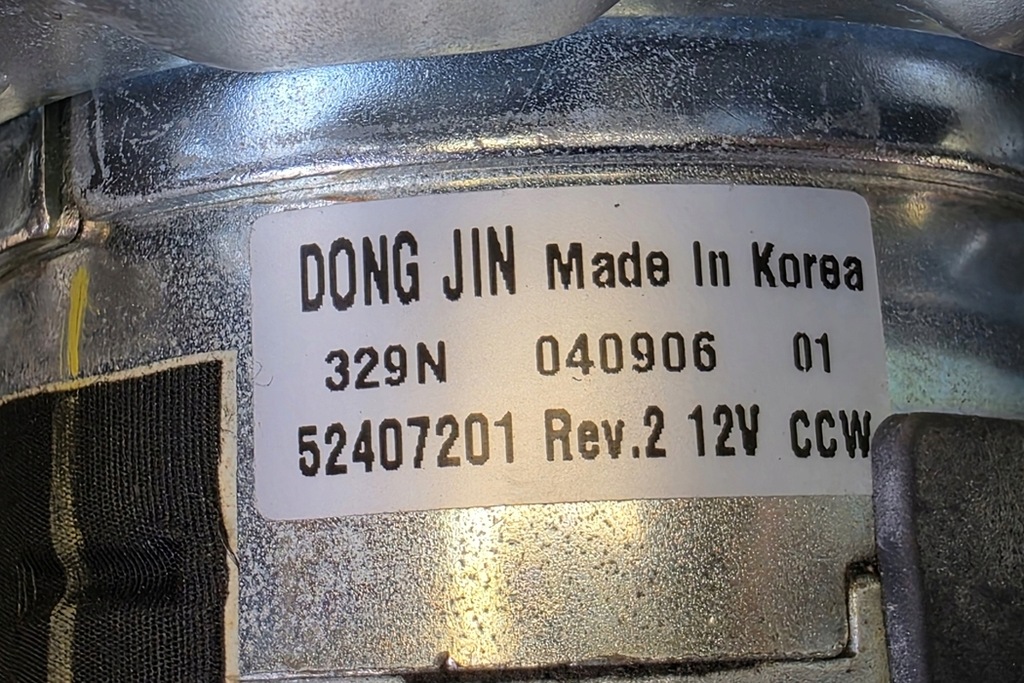 DONG JIN Made In Korea
329N 040906 01
52407201 Rev.2 12V CCW